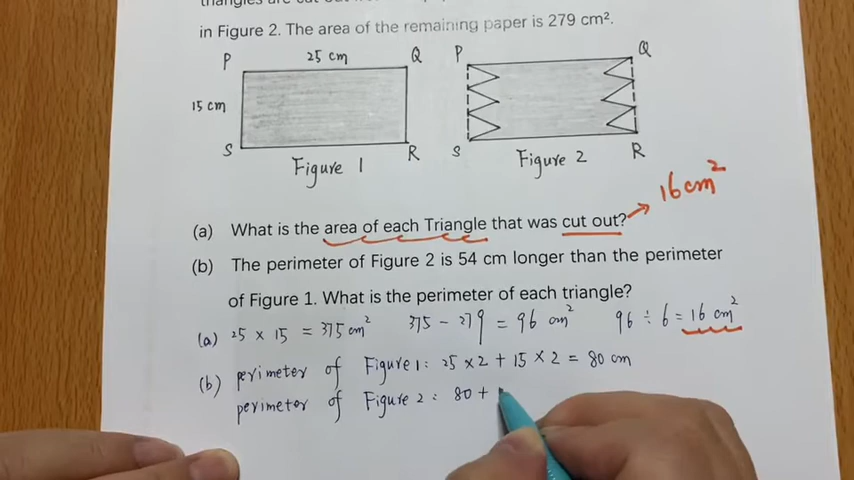 in Figure 2. The area of the remaining paper is 279 cm².
P 25 cm Q P Q
15 cm
S R S R
Figure 1 Figure 2
16 cm²
(a) What is the area of each Triangle that was cut out?
(b) The perimeter of Figure 2 is 54 cm longer than the perimeter
of Figure 1. What is the perimeter of each triangle?
(a) 25 × 15 = 375 cm² 375 - 279 = 96 cm² 96 ÷ 6 = 16 cm²
(b) perimeter of Figure 1: 25 × 2 + 15 × 2 = 80 cm
perimeter of Figure 2: 80 +